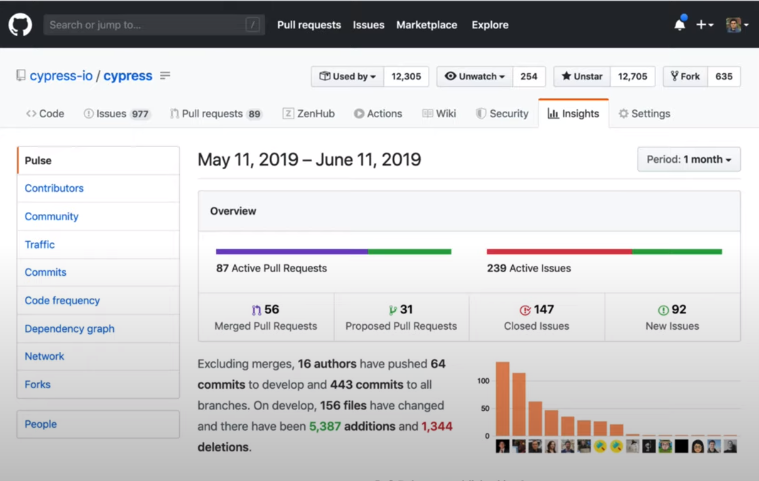 Search or jump to... / Pull requests Issues Marketplace Explore
cypress-io / cypress Used by 12,305 Unwatch 254 Unstar 12,705 Fork 635
Code Issues 977 Pull requests 89 ZenHub Actions Wiki Security Insights Settings
Pulse
Contributors
Community
Traffic
Commits
Code frequency
Dependency graph
Network
Forks
People
May 11, 2019 – June 11, 2019 Period: 1 month
Overview
87 Active Pull Requests 239 Active Issues
56 31 147 92
Merged Pull Requests Proposed Pull Requests Closed Issues New Issues
Excluding merges, 16 authors have pushed 64
commits to develop and 443 commits to all
branches. On develop, 156 files have changed
and there have been 5,387 additions and 1,344
deletions.
100
50
0